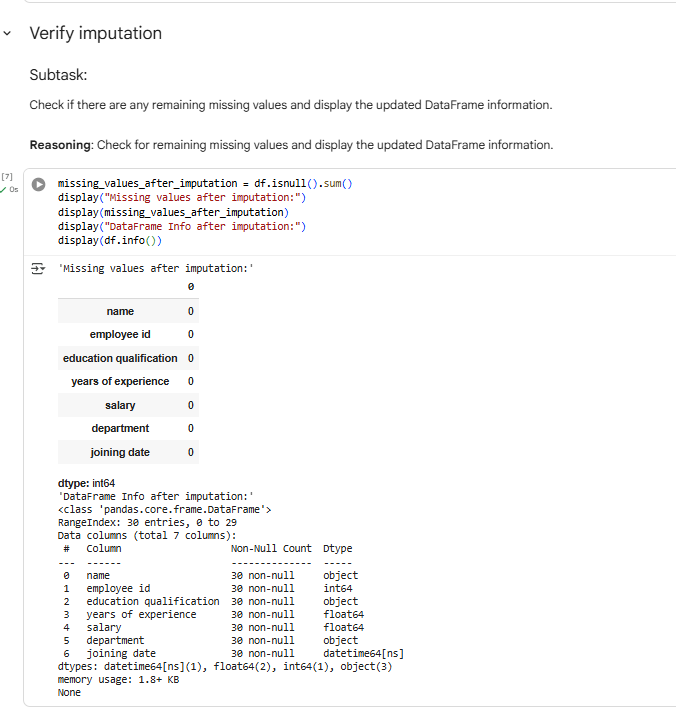 Verify imputation
Subtask:
Check if there are any remaining missing values and display the updated DataFrame information.
Reasoning: Check for remaining missing values and display the updated DataFrame information.
[7]
0s
missing_values_after_imputation = df.isnull().sum()
display("Missing values after imputation:")
display(missing_values_after_imputation)
display("DataFrame Info after imputation:")
display(df.info())
'Missing values after imputation:'
0
name 0
employee id 0
education qualification 0
years of experience 0
salary 0
department 0
joining date 0
dtype: int64
'DataFrame Info after imputation:'
<class 'pandas.core.frame.DataFrame'>
RangeIndex: 30 entries, 0 to 29
Data columns (total 7 columns):
 #   Column                   Non-Null Count  Dtype
---  ------                   --------------  -----
 0   name                     30 non-null     object
 1   employee id              30 non-null     int64
 2   education qualification  30 non-null     object
 3   years of experience      30 non-null     float64
 4   salary                   30 non-null     float64
 5   department               30 non-null     object
 6   joining date             30 non-null     datetime64[ns]
dtypes: datetime64[ns](1), float64(2), int64(1), object(3)
memory usage: 1.8+ KB
None